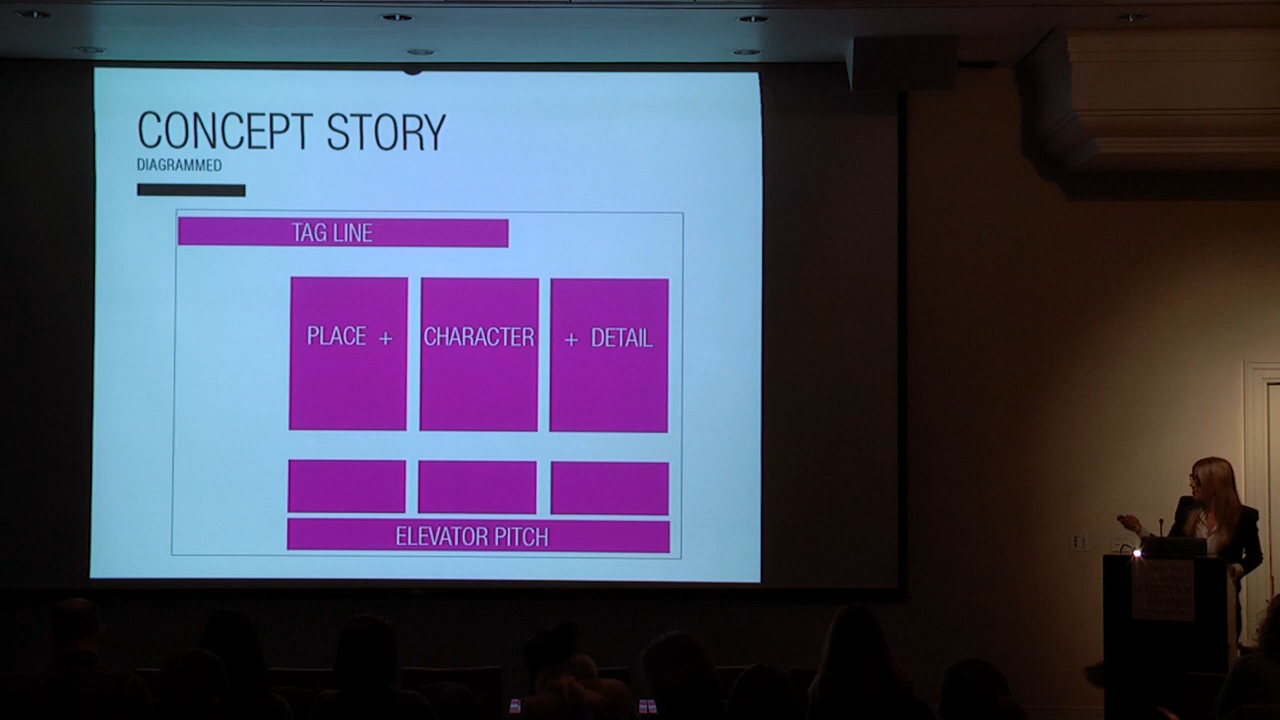 CONCEPT STORY
DIAGRAMMED
TAG LINE
PLACE + CHARACTER + DETAIL
ELEVATOR PITCH